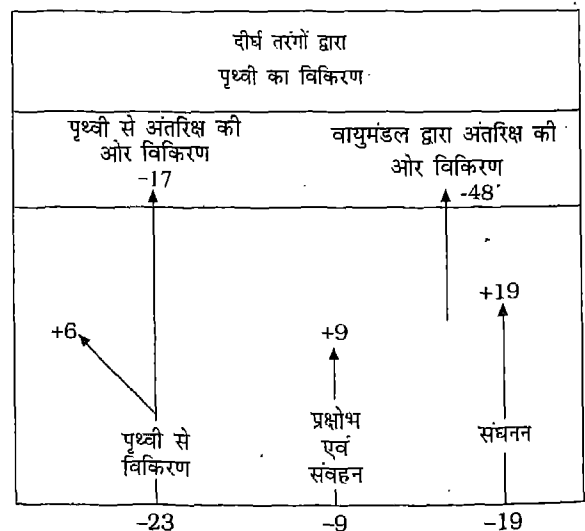 दीर्घ तरंगों द्वारा
पृथ्वी का विकिरण
पृथ्वी से अंतरिक्ष की
ओर विकिरण
-17
वायुमंडल द्वारा अंतरिक्ष की
ओर विकिरण
-48
+6
+9
+19
पृथ्वी से
विकिरण
प्रक्षोभ
एवं
संवहन
संघनन
-23
-9
-19